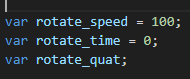 var rotate_speed = 100;
var rotate_time = 0;
var rotate_quat;